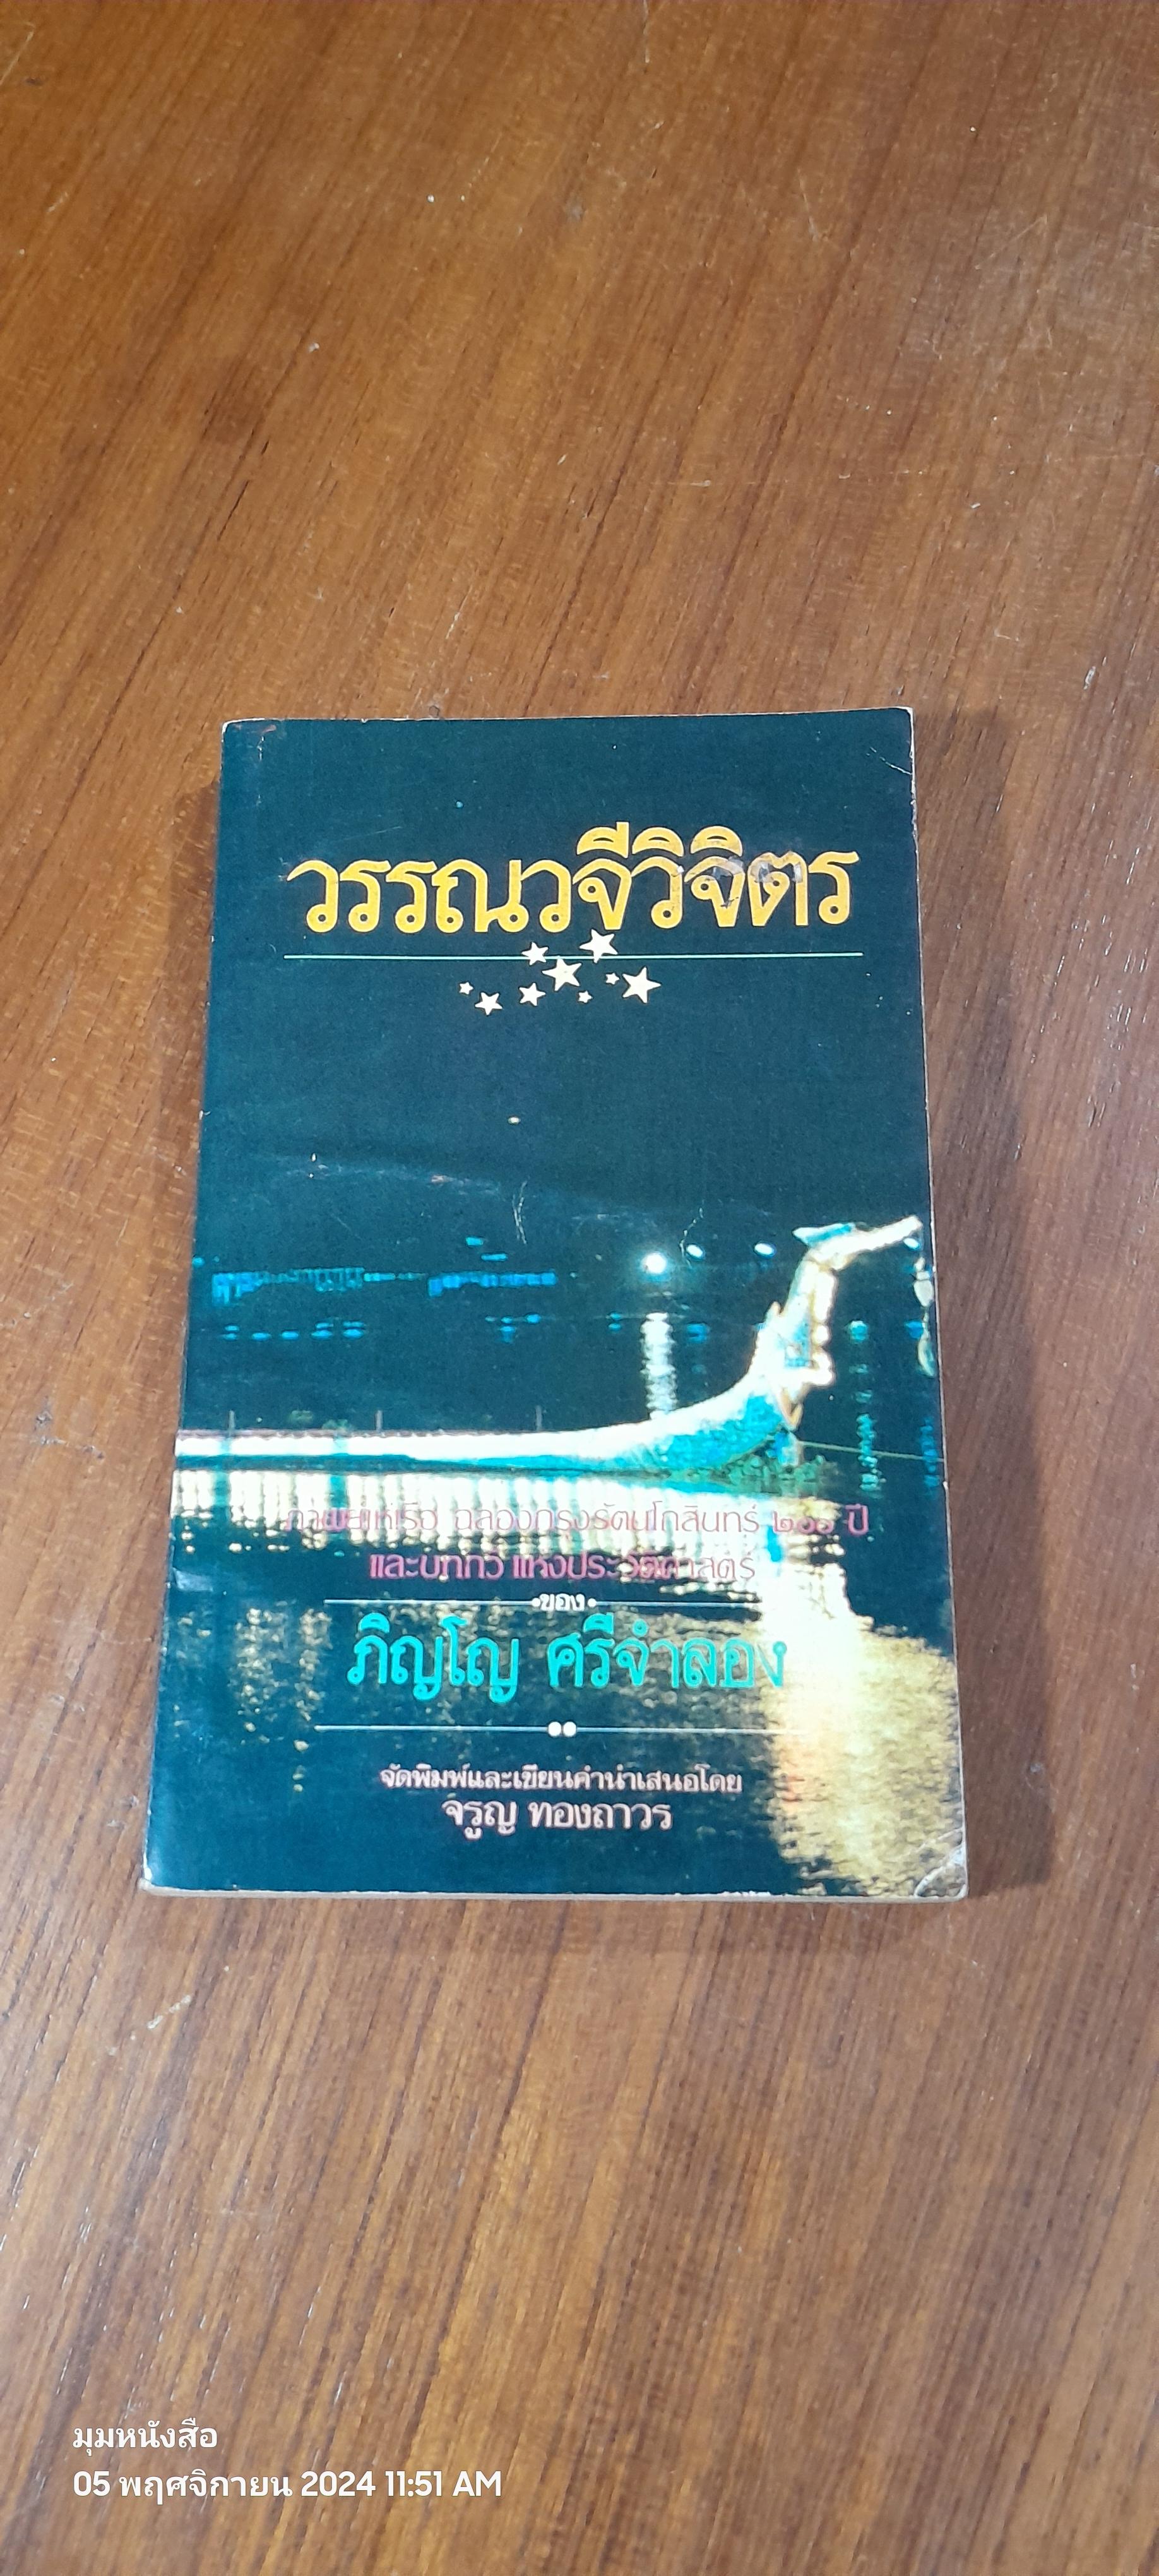 วรรณวจีวิจิตร
กาพย์เห่เรือ ฉลองกรุงรัตนโกสินทร์ ๒๐๐ ปี
และบทกวี แห่งประวัติศาสตร์
ของ
ภิญโญ ศรีจำลอง
จัดพิมพ์และเขียนคำนำเสนอโดย
จรูญ ทองถาวร
มุมหนังสือ
05 พฤศจิกายน 2024 11:51 AM